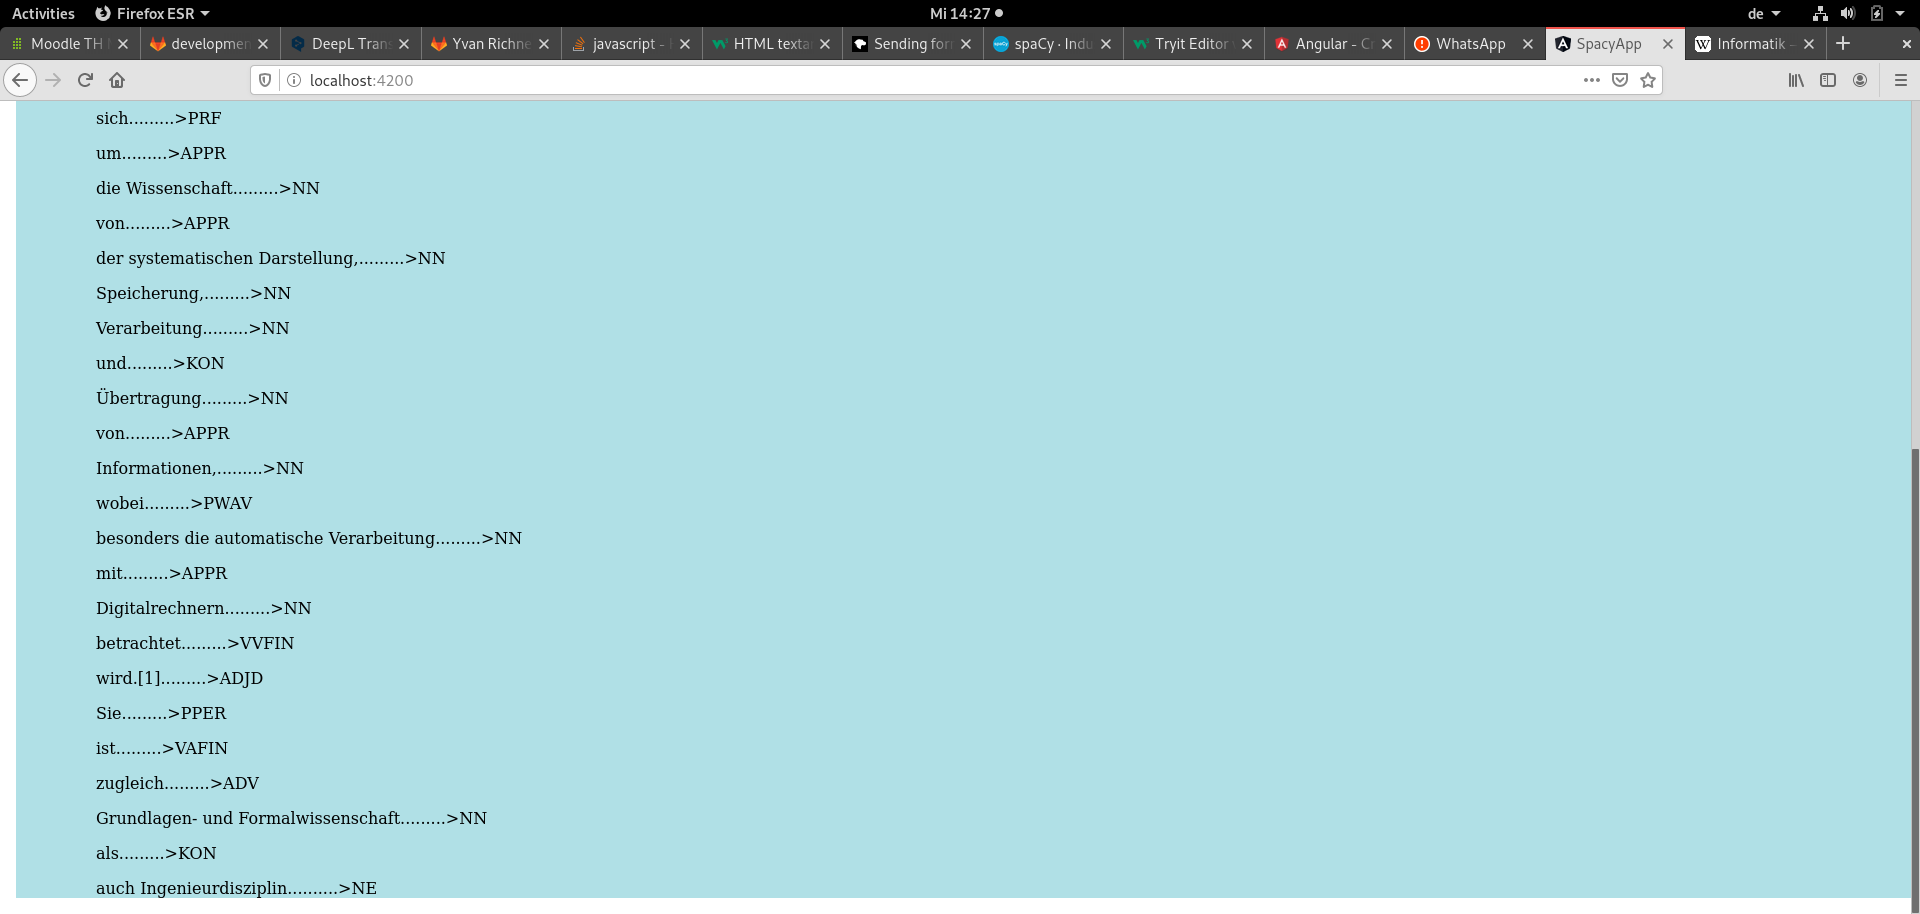 Activities Firefox ESR Mi 14:27 de
Moodle TH developmen DeepL Trans Yvan Richne javascript - HTML texta Sending for spaCy · Indu Tryit Editor Angular - Cr WhatsApp SpacyApp Informatik –
localhost:4200
sich.........>PRF
um.........>APPR
die Wissenschaft.........>NN
von.........>APPR
der systematischen Darstellung,.........>NN
Speicherung,.........>NN
Verarbeitung.........>NN
und.........>KON
Übertragung.........>NN
von.........>APPR
Informationen,.........>NN
wobei.........>PWAV
besonders die automatische Verarbeitung.........>NN
mit.........>APPR
Digitalrechnern.........>NN
betrachtet.........>VVFIN
wird.[1].........>ADJD
Sie.........>PPER
ist.........>VAFIN
zugleich.........>ADV
Grundlagen- und Formalwissenschaft.........>NN
als.........>KON
auch Ingenieurdisziplin..........>NE